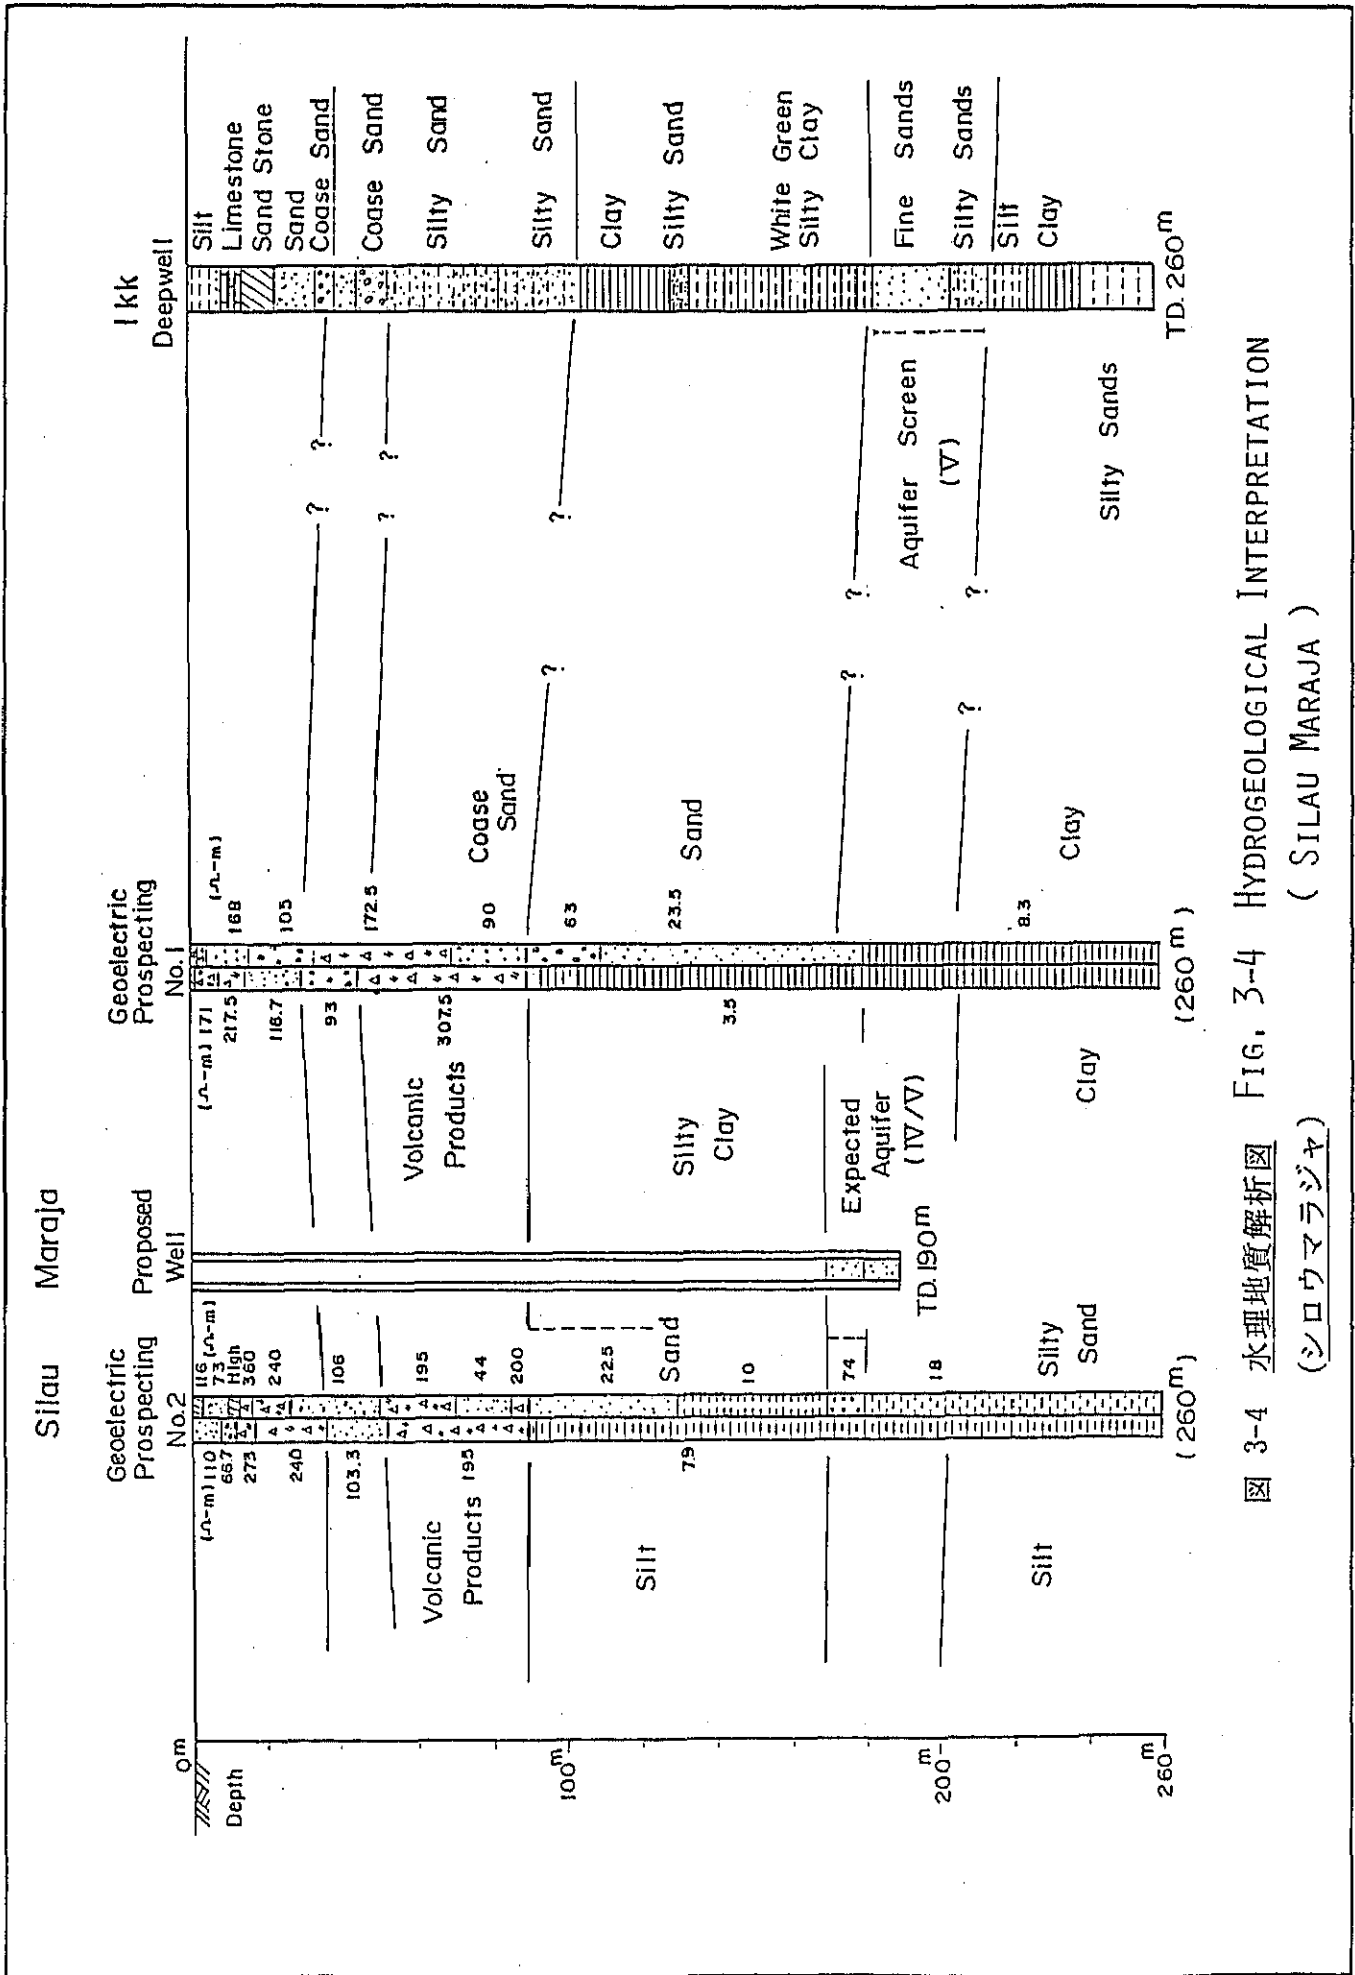 Silau Maraja
Ikk
Geoelectric
Prospecting
No.2
Proposed
Well
Geoelectric
Prospecting
No.1
Deepwell
0m
Depth
100m
200m
260m
(Ω-m)
110
66.7
273
240
103.3
195
7.9
Volcanic
Products
Silt
Silt
116
(Ω-m)
73
High
360
240
106
195
44
200
22.5
10
74
18
Sand
Silty
Sand
(260m)
TD.190m
Volcanic
Products
Silty
Clay
Expected
Aquifer
(IV/V)
Clay
(Ω-m)
171
217.5
116.7
93
307.5
3.5
(Ω-m)
168
105
172.5
90
63
23.5
8.3
(260m)
Coase
Sand
Sand
Clay
?
?
?
?
?
?
?
?
?
?
Aquifer Screen
(V)
Silty Sands
Silt
Limestone
Sand Stone
Sand
Coase Sand
Coase Sand
Silty Sand
Silty Sand
Clay
Silty Sand
White Green
Silty Clay
Fine Sands
Silty Sands
Silt
Clay
TD.260m
図 3-4 水理地質解析図 FIG. 3-4 HYDROGEOLOGICAL INTERPRETATION
(シロウマラジャ) ( SILAU MARAJA )